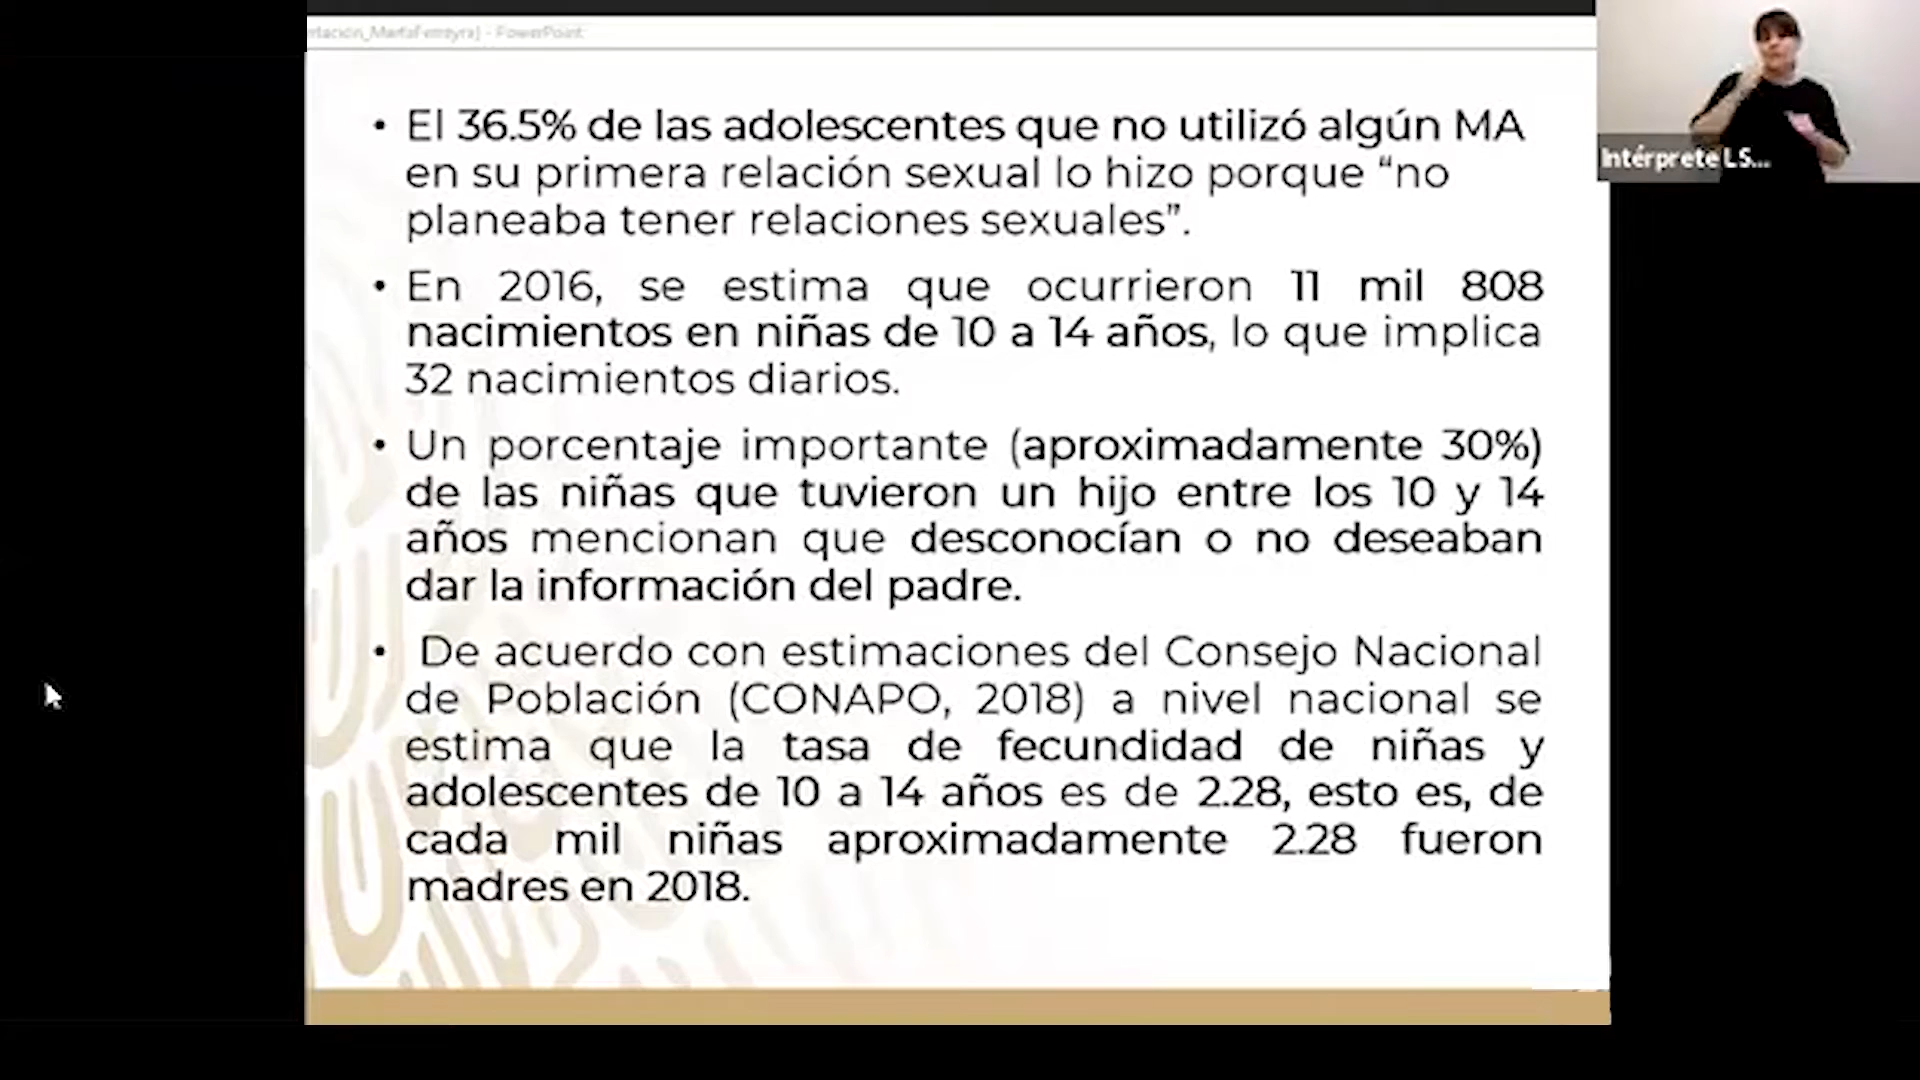 ntación_MartaFerreyra] - PowerPoint
Intérprete LS...
• El 36.5% de las adolescentes que no utilizó algún MA
en su primera relación sexual lo hizo porque “no
planeaba tener relaciones sexuales”.
• En 2016, se estima que ocurrieron 11 mil 808
nacimientos en niñas de 10 a 14 años, lo que implica
32 nacimientos diarios.
• Un porcentaje importante (aproximadamente 30%)
de las niñas que tuvieron un hijo entre los 10 y 14
años mencionan que desconocían o no deseaban
dar la información del padre.
• De acuerdo con estimaciones del Consejo Nacional
de Población (CONAPO, 2018) a nivel nacional se
estima que la tasa de fecundidad de niñas y
adolescentes de 10 a 14 años es de 2.28, esto es, de
cada mil niñas aproximadamente 2.28 fueron
madres en 2018.